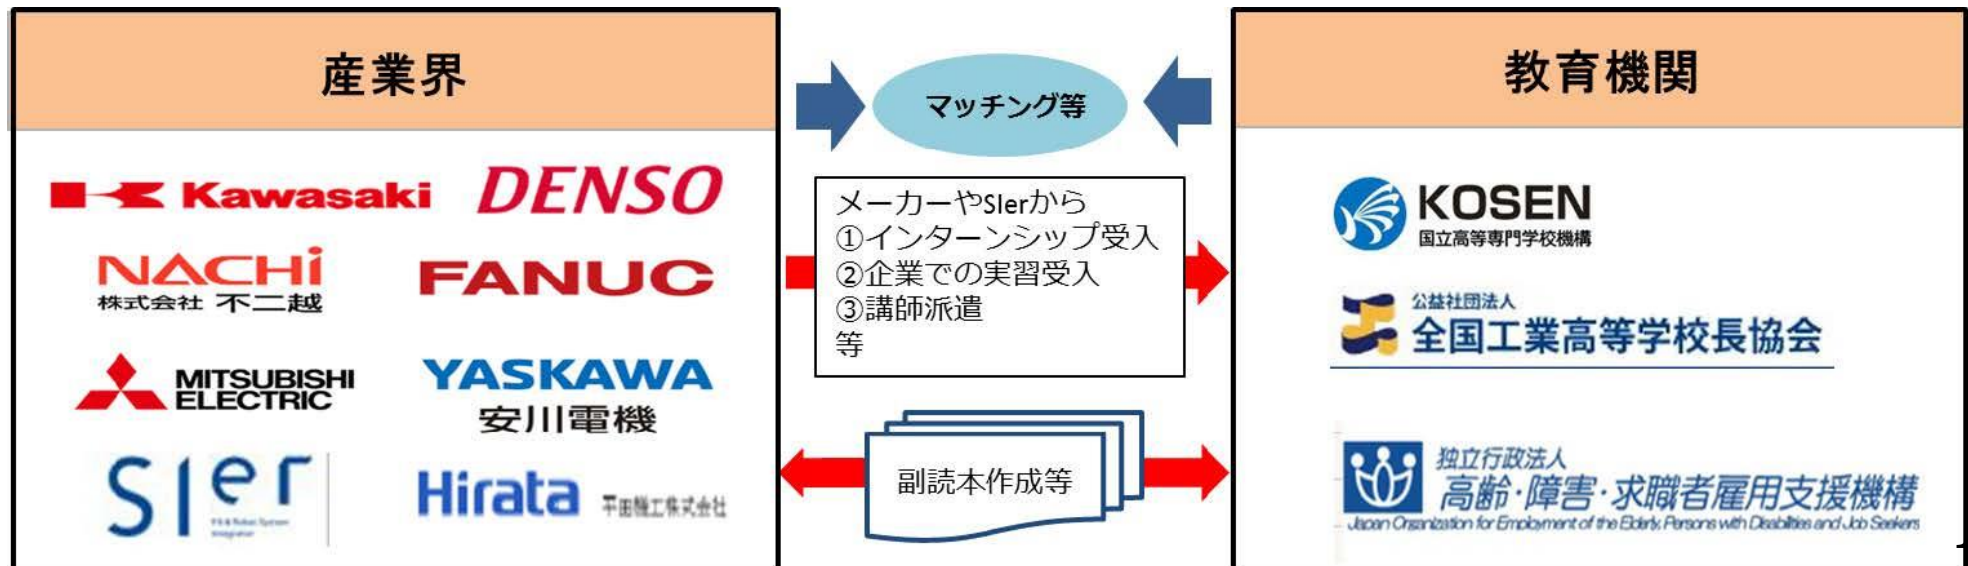 産業界
Kawasaki
DENSO
NACHi
株式会社 不二越
FANUC
MITSUBISHI
ELECTRIC
YASKAWA
安川電機
SIer
Hirata 平田機工株式会社
マッチング等
メーカーやSIerから
①インターンシップ受入
②企業での実習受入
③講師派遣
等
副読本作成等
教育機関
KOSEN
国立高等専門学校機構
公益社団法人
全国工業高等学校長協会
独立行政法人
高齢・障害・求職者雇用支援機構
Japan Organization for Employment of the Elderly, Persons with Disabilities and Job Seekers